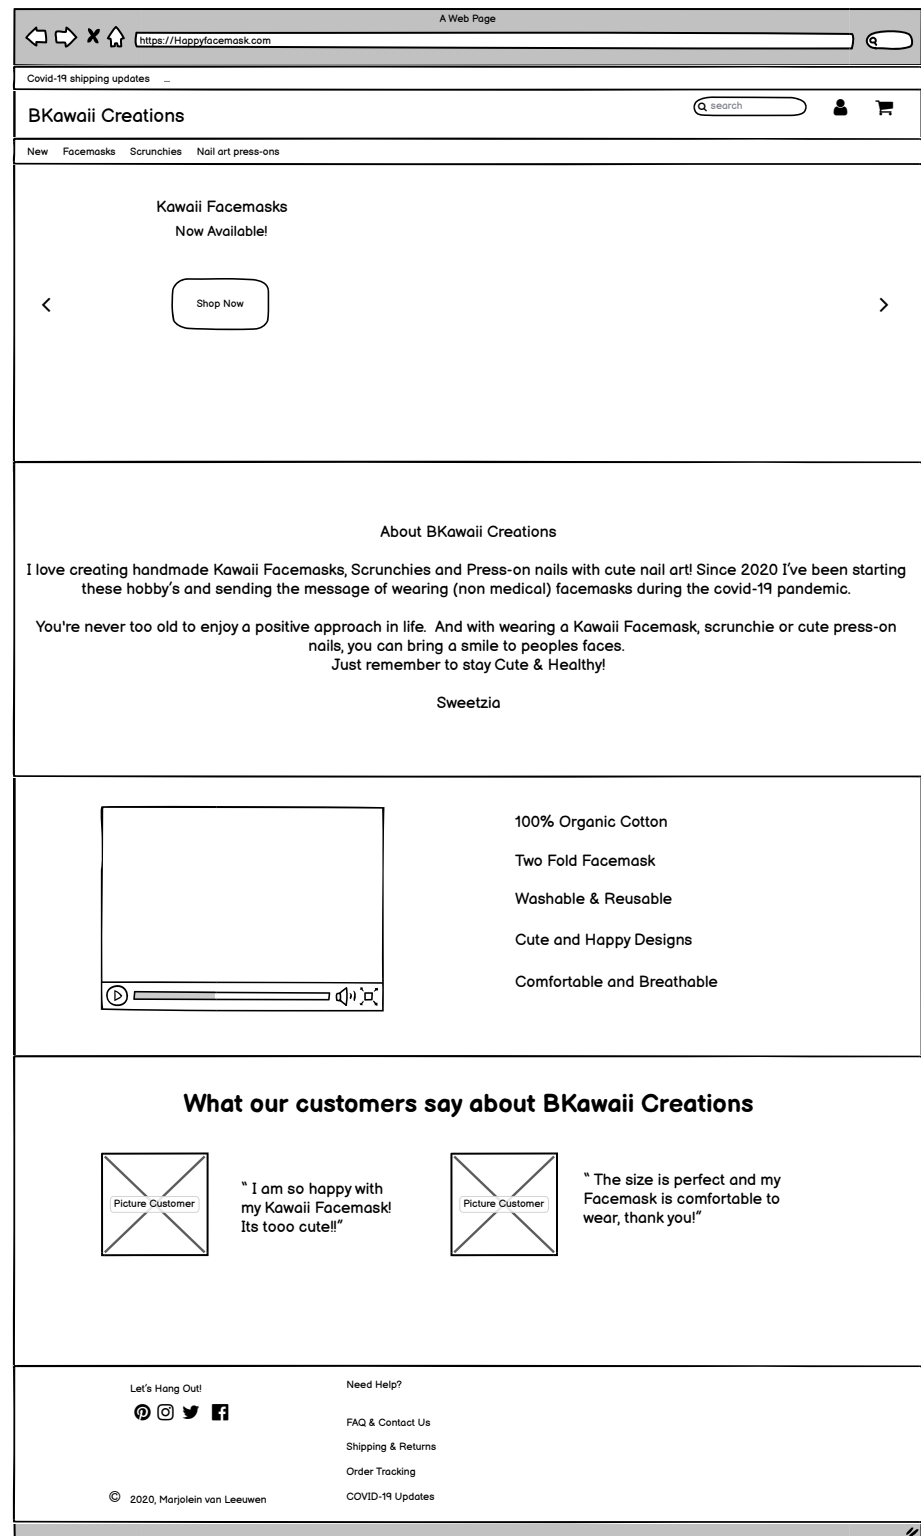 A Web Page
https://Happyfacemask.com
Covid-19 shipping updates ...
BKawaii Creations
search
New Facemasks Scrunchies Nail art press-ons
Kawaii Facemasks
Now Available!
Shop Now
About BKawaii Creations
I love creating handmade Kawaii Facemasks, Scrunchies and Press-on nails with cute nail art! Since 2020 I've been starting
these hobby's and sending the message of wearing (non medical) facemasks during the covid-19 pandemic.
You're never too old to enjoy a positive approach in life. And with wearing a Kawaii Facemask, scrunchie or cute press-on
nails, you can bring a smile to peoples faces.
Just remember to stay Cute & Healthy!
Sweetzia
100% Organic Cotton
Two Fold Facemask
Washable & Reusable
Cute and Happy Designs
Comfortable and Breathable
What our customers say about BKawaii Creations
Picture Customer
“ I am so happy with
my Kawaii Facemask!
Its tooo cute!!”
Picture Customer
“ The size is perfect and my
Facemask is comfortable to
wear, thank you!”
Let's Hang Out!
© 2020, Marjolein van Leeuwen
Need Help?
FAQ & Contact Us
Shipping & Returns
Order Tracking
COVID-19 Updates